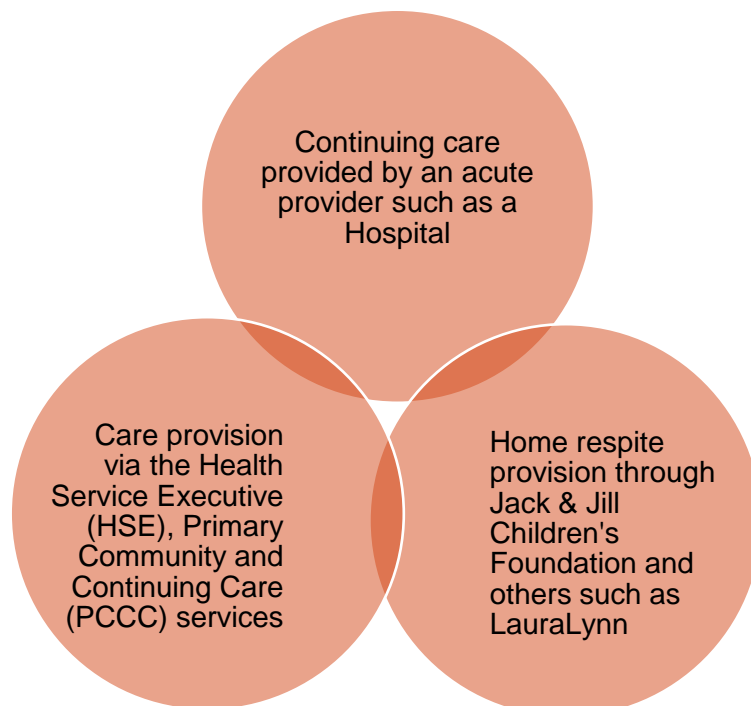 Continuing care
provided by an acute
provider such as a
Hospital
Care provision
via the Health
Service Executive
(HSE), Primary
Community and
Continuing Care
(PCCC) services
Home respite
provision through
Jack & Jill
Children's
Foundation and
others such as
LauraLynn